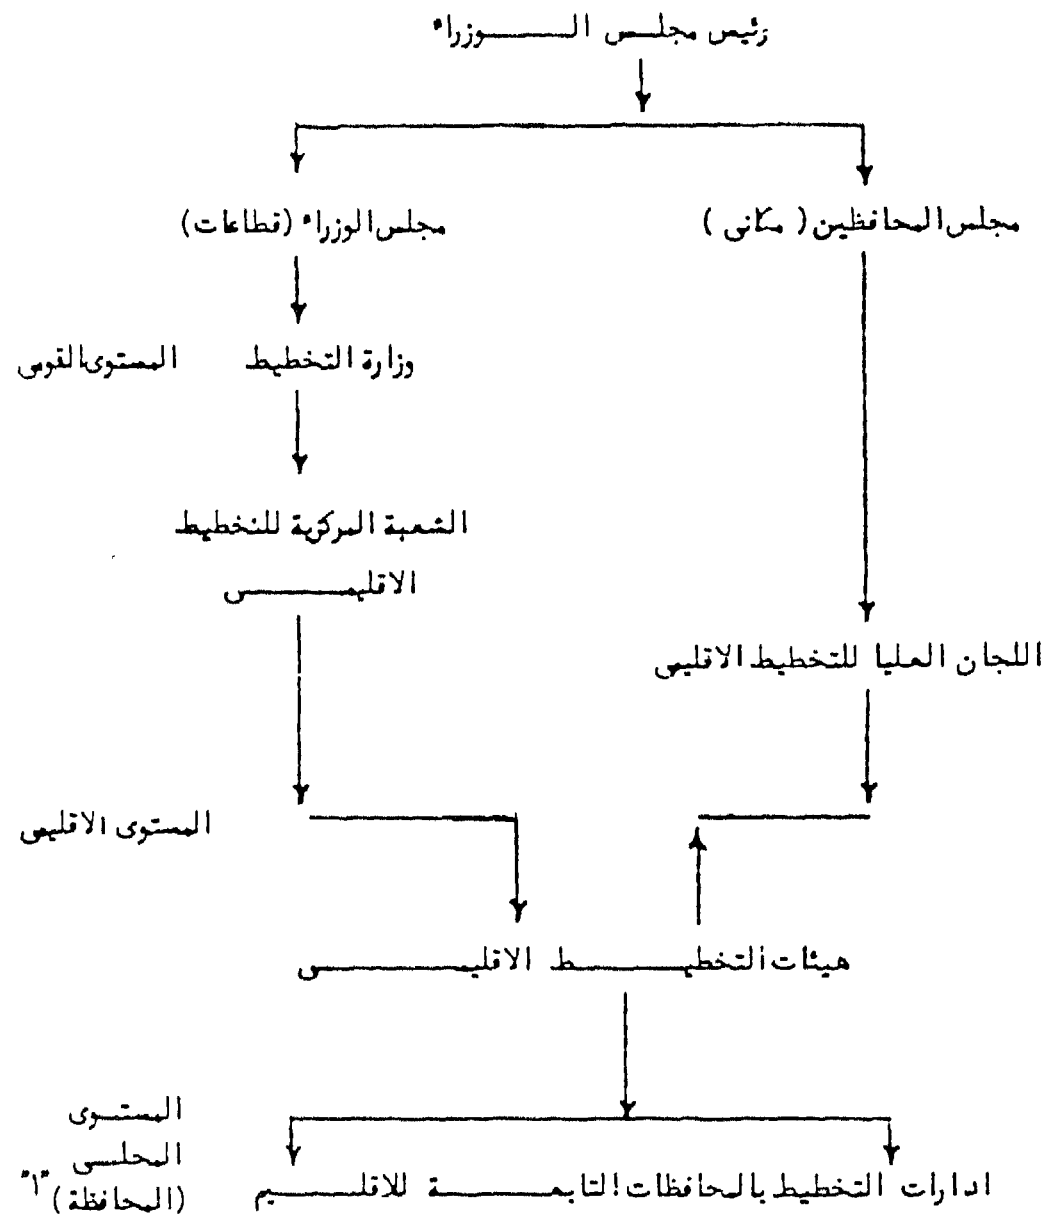 رئيس مجلس الوزراء
مجلس المحافظين (مكانى)
مجلس الوزراء (قطاعات)
وزارة التخطيط
المستوى القومى
الشعبة المركزية للتخطيط
الاقليمى
اللجان العليا للتخطيط الاقليمى
المستوى الاقليمى
هيئات التخطيط الاقليمى
المستوى
المحلى
(المحافظة) "١"
ادارات التخطيط بالمحافظات التابعة للاقليم